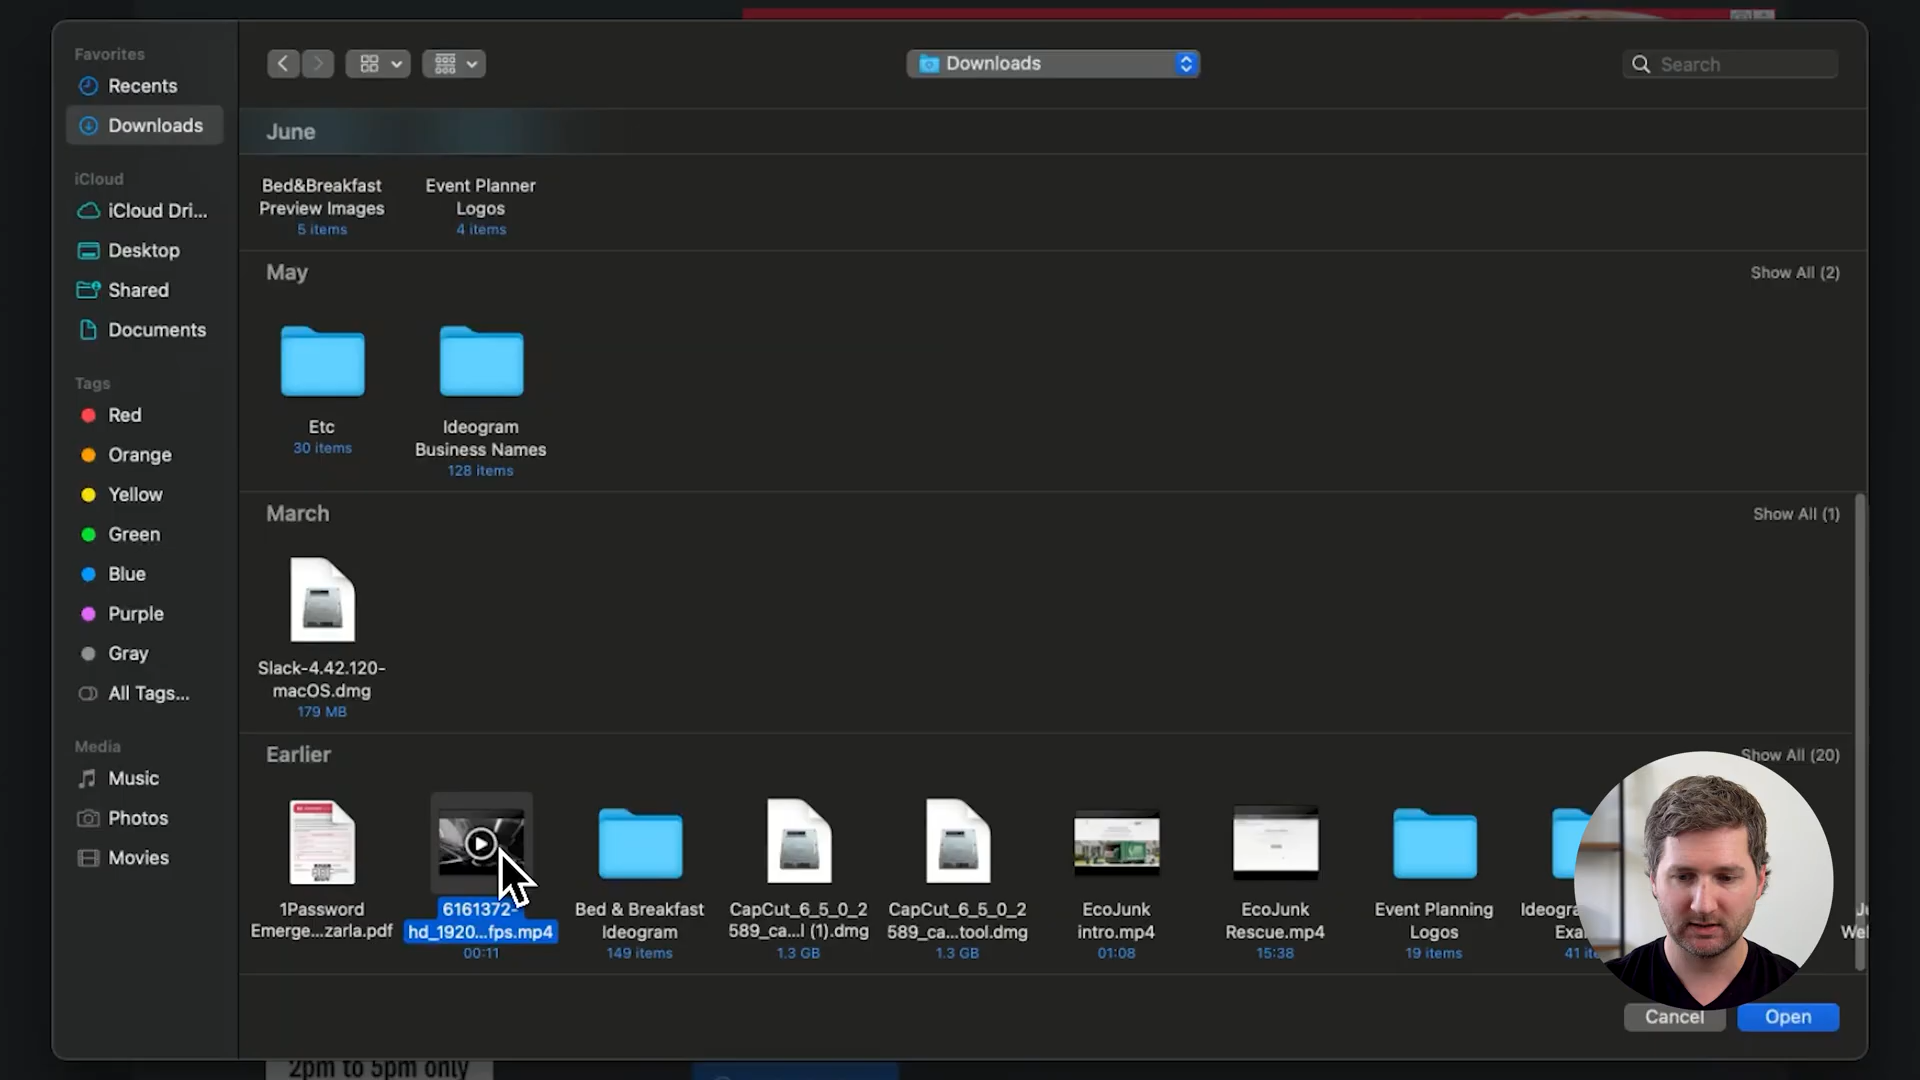 Favorites
Recents
Downloads
iCloud
iCloud Dri...
Desktop
Shared
Documents
Tags
Red
Orange
Yellow
Green
Blue
Purple
Gray
All Tags...
Media
Music
Photos
Movies
Downloads
Search
June
Bed&Breakfast
Preview Images
5 items
Event Planner
Logos
4 items
May
Show All (2)
Etc
30 items
Ideogram
Business Names
128 items
March
Show All (1)
Slack-4.42.120-
macOS.dmg
179 MB
Earlier
Show All (20)
1Password
Emerge...zarla.pdf
6161372-
hd_1920...fps.mp4
00:11
Bed & Breakfast
Ideogram
149 items
CapCut_6_5_0_2
589_ca...l (1).dmg
1.3 GB
CapCut_6_5_0_2
589_ca...tool.dmg
1.3 GB
EcoJunk
intro.mp4
01:08
EcoJunk
Rescue.mp4
15:38
Event Planning
Logos
19 items
Cancel
Open
2pm to 5pm only